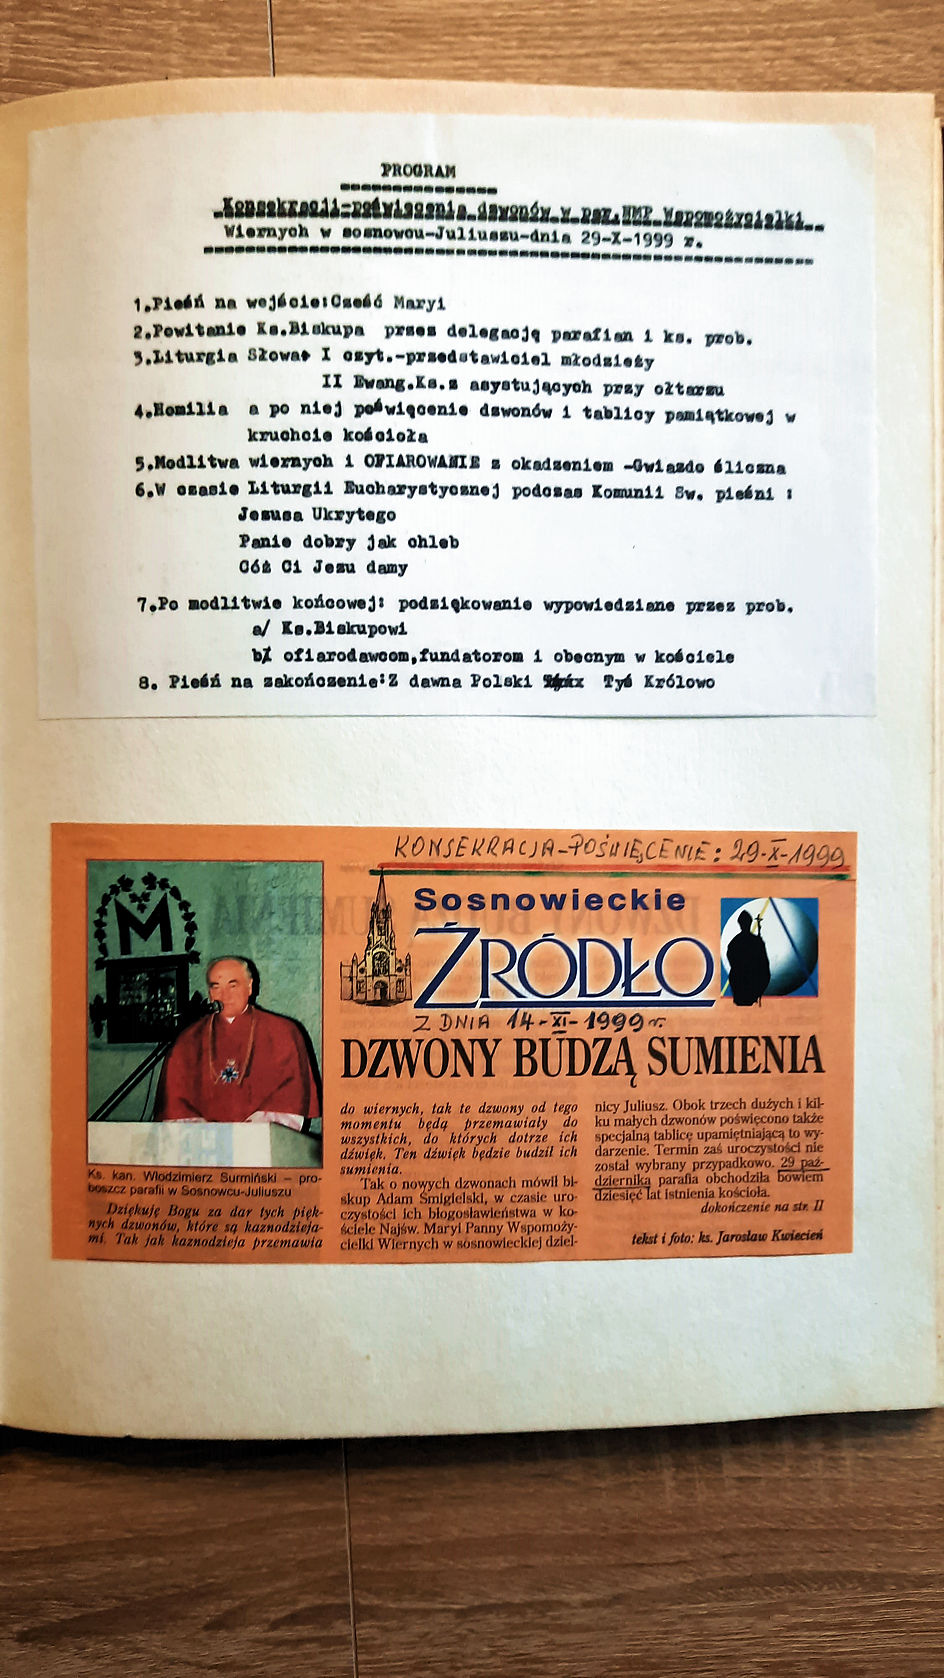 PROGRAM
Konsekracji-poświęcenia dzwonów w par.NMP Wspomożycielki
Wiernych w sosnowcu-Juliuszu-dnia 29-X-1999 r.
1.Pieśń na wejście:Cześć Maryi
2.Powitanie Ks.Biskupa przez delegację parafian i ks. prob.
3.Liturgia Słowa I czyt.-przedstawiciel młodzieży
II Ewang.Ks.z asystujących przy ołtarzu
4.Homilia a po niej poświęcenie dzwonów i tablicy pamiątkowej w
kruchcie kościoła
5.Modlitwa wiernych i OFIAROWANIE z okadzeniem -Gwiazdo śliczna
6.W czasie Liturgii Eucharystycznej podczas Komunii Sw. pieśni :
Jezusa Ukrytego
Panie dobry jak chleb
Cóż Ci Jezu damy
7.Po modlitwie końcowej: podziękowanie wypowiedziane przez prob.
a/ Ks.Biskupowi
b/ ofiarodawcom,fundatorom i obecnym w kościele
8. Pieśń na zakończenie:Z dawna Polski Tyś Królowo
KONSEKRACJA-POŚWIĘCENIE: 29-X-1999
Sosnowieckie
ŹRÓDŁO
Z DNIA 14-XI-1999 r.
DZWONY BUDZĄ SUMIENIA
M
Ks. kan. Włodzimierz Surmiński – pro-
boszcz parafii w Sosnowcu-Juliuszu
Dziękuję Bogu za dar tych pięk-
nych dzwonów, które są kaznodzieja-
mi. Tak jak kaznodzieja przemawia
do wiernych, tak te dzwony od tego
momentu będą przemawiały do
wszystkich, do których dotrze ich
dźwięk. Ten dźwięk będzie budził ich
sumienia.
Tak o nowych dzwonach mówił bi-
skup Adam Śmigielski, w czasie uro-
czystości ich błogosławieństwa w ko-
ściele Najśw. Maryi Panny Wspomoży-
cielki Wiernych w sosnowieckiej dziel-
nicy Juliusz. Obok trzech dużych i kil-
ku małych dzwonów poświęcono także
specjalną tablicę upamiętniającą to wy-
darzenie. Termin zaś uroczystości nie
został wybrany przypadkowo. 29 paź-
dziernika parafia obchodziła bowiem
dziesięć lat istnienia kościoła.
dokończenie na str. II
tekst i foto: ks. Jarosław Kwiecień